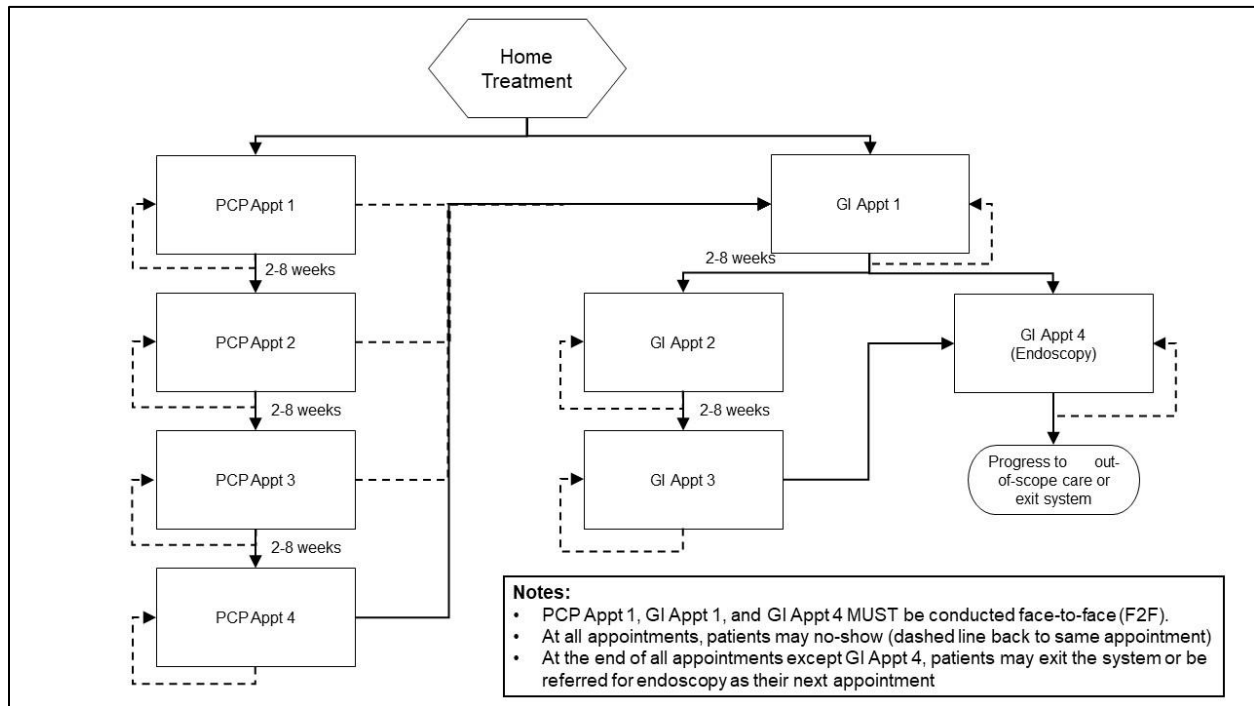 Home
Treatment
PCP Appt 1
GI Appt 1
2-8 weeks
2-8 weeks
PCP Appt 2
GI Appt 2
GI Appt 4
(Endoscopy)
2-8 weeks
2-8 weeks
PCP Appt 3
GI Appt 3
Progress to out-
of-scope care or
exit system
2-8 weeks
PCP Appt 4
Notes:
• PCP Appt 1, GI Appt 1, and GI Appt 4 MUST be conducted face-to-face (F2F).
• At all appointments, patients may no-show (dashed line back to same appointment)
• At the end of all appointments except GI Appt 4, patients may exit the system or be
referred for endoscopy as their next appointment